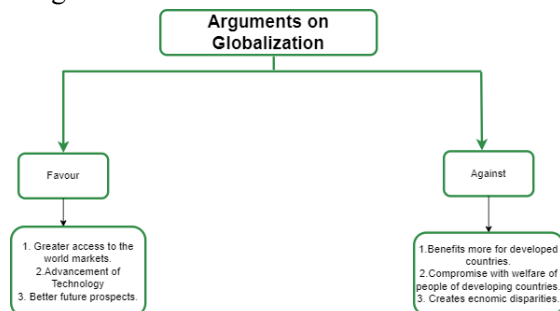 Arguments on
Globalization
Favour
Against
1. Greater access to the
world markets.
2.Advancement of
Technology
3. Better future prospects.
1.Benefits more for developed
countries.
2.Compromise with welfare of
people of developing countries.
3. Creates ecnomic disparities.